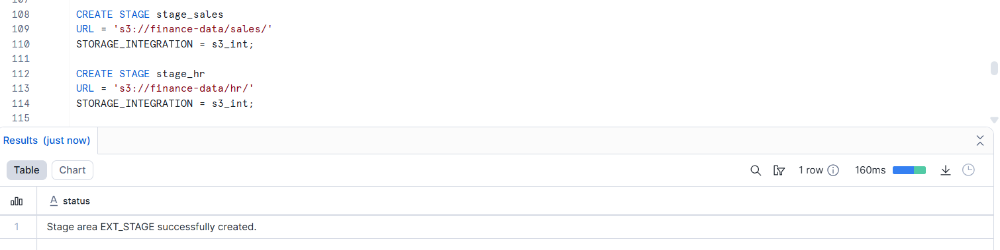 107
108 CREATE STAGE stage_sales
109 URL = 's3://finance-data/sales/'
110 STORAGE_INTEGRATION = s3_int;
111
112 CREATE STAGE stage_hr
113 URL = 's3://finance-data/hr/'
114 STORAGE_INTEGRATION = s3_int;
115
Results (just now)
Table Chart 1 row 160ms
A status
1 Stage area EXT_STAGE successfully created.